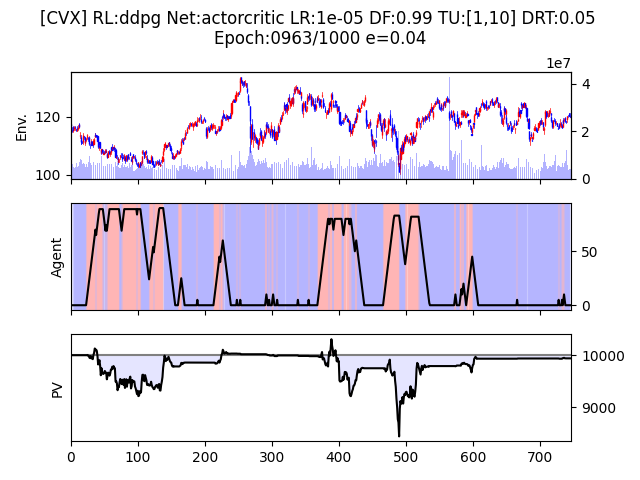 [CVX] RL:ddpg Net:actorcritic LR:1e-05 DF:0.99 TU:[1,10] DRT:0.05
Epoch:0963/1000 e=0.04
1e7
Env.
120
100
4
2
0
Agent
50
0
PV
10000
9000
0 100 200 300 400 500 600 700